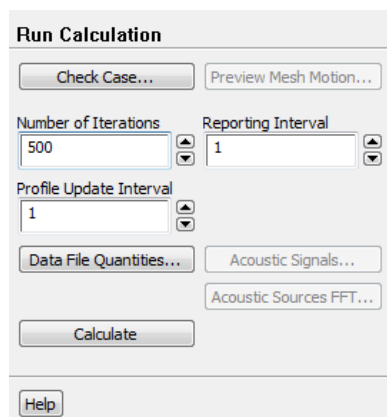 Run Calculation
Check Case... Preview Mesh Motion...
Number of Iterations Reporting Interval
500 1
Profile Update Interval
1
Data File Quantities... Acoustic Signals...
Acoustic Sources FFT...
Calculate
Help